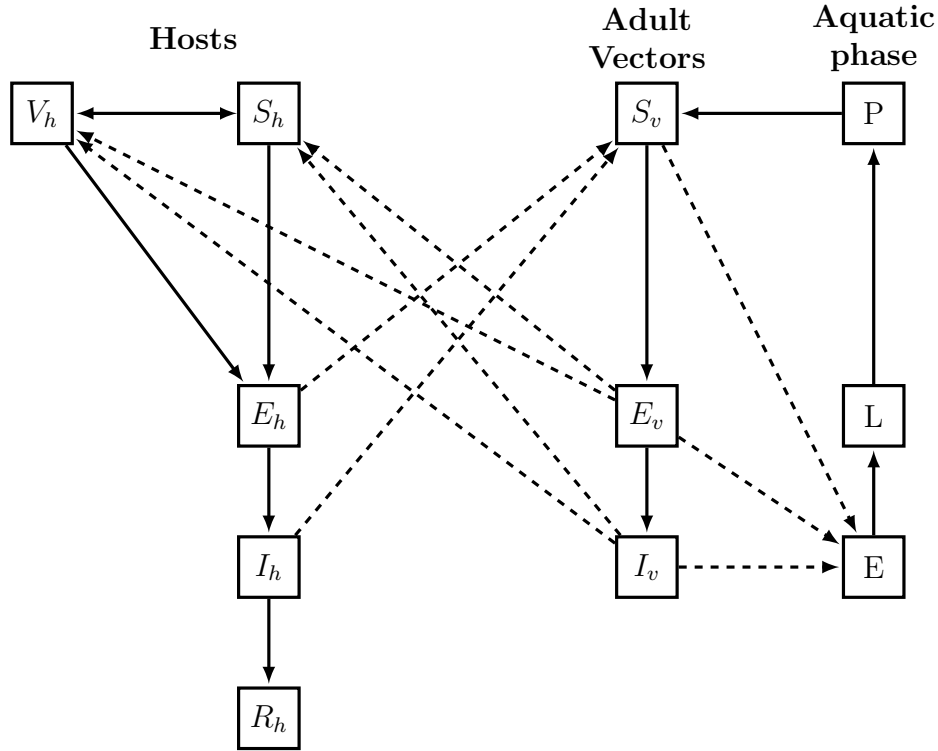 Hosts
Adult
Vectors
Aquatic
phase
V_h
S_h
S_v
P
E_h
E_v
L
I_h
I_v
E
R_h